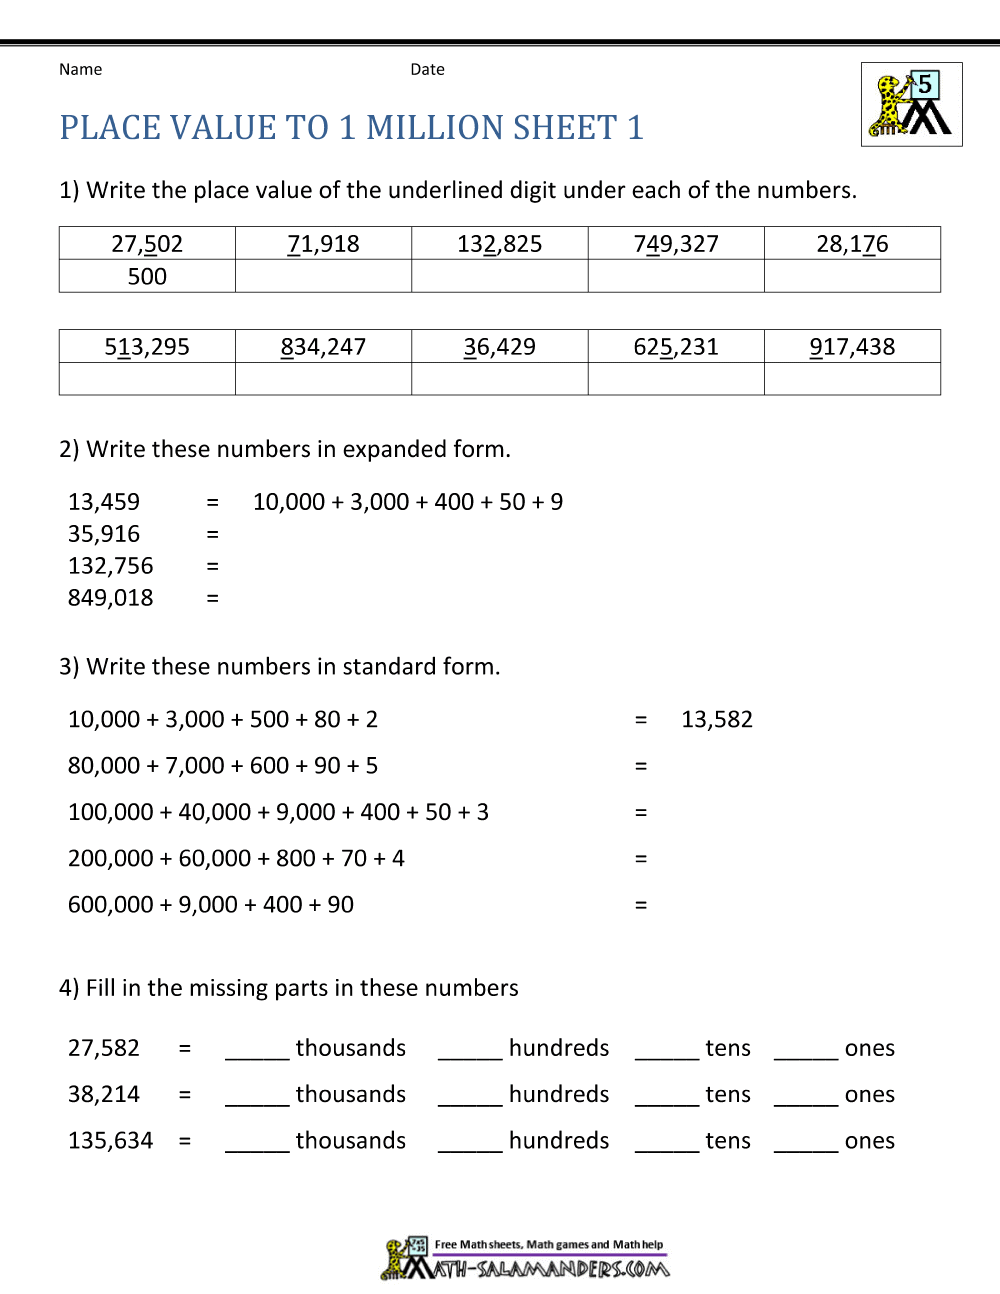 Name Date
5
PLACE VALUE TO 1 MILLION SHEET 1
1) Write the place value of the underlined digit under each of the numbers.
27,502 71,918 132,825 749,327 28,176
500
513,295 834,247 36,429 625,231 917,438
2) Write these numbers in expanded form.
13,459 = 10,000 + 3,000 + 400 + 50 + 9
35,916 =
132,756 =
849,018 =
3) Write these numbers in standard form.
10,000 + 3,000 + 500 + 80 + 2 = 13,582
80,000 + 7,000 + 600 + 90 + 5 =
100,000 + 40,000 + 9,000 + 400 + 50 + 3 =
200,000 + 60,000 + 800 + 70 + 4 =
600,000 + 9,000 + 400 + 90 =
4) Fill in the missing parts in these numbers
27,582 = _____ thousands _____ hundreds _____ tens _____ ones
38,214 = _____ thousands _____ hundreds _____ tens _____ ones
135,634 = _____ thousands _____ hundreds _____ tens _____ ones
Free Math sheets, Math games and Math help
MATH-SALAMANDERS.COM